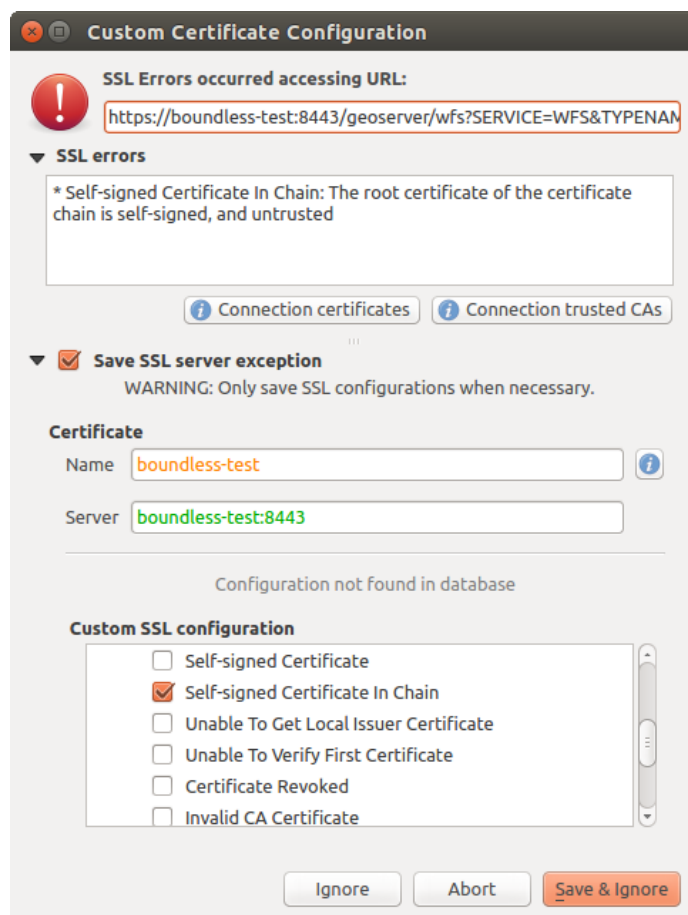 Custom Certificate Configuration
SSL Errors occurred accessing URL:
https://boundless-test:8443/geoserver/wfs?SERVICE=WFS&TYPENAM
SSL errors
* Self-signed Certificate In Chain: The root certificate of the certificate
chain is self-signed, and untrusted
Connection certificates
Connection trusted CAs
Save SSL server exception
WARNING: Only save SSL configurations when necessary.
Certificate
Name boundless-test
Server boundless-test:8443
Configuration not found in database
Custom SSL configuration
Self-signed Certificate
Self-signed Certificate In Chain
Unable To Get Local Issuer Certificate
Unable To Verify First Certificate
Certificate Revoked
Invalid CA Certificate
Ignore
Abort
Save & Ignore